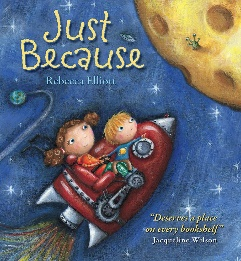 Just
Because
Rebecca Elliott
"Deserves a place
on every bookshelf"
Jacqueline Wilson